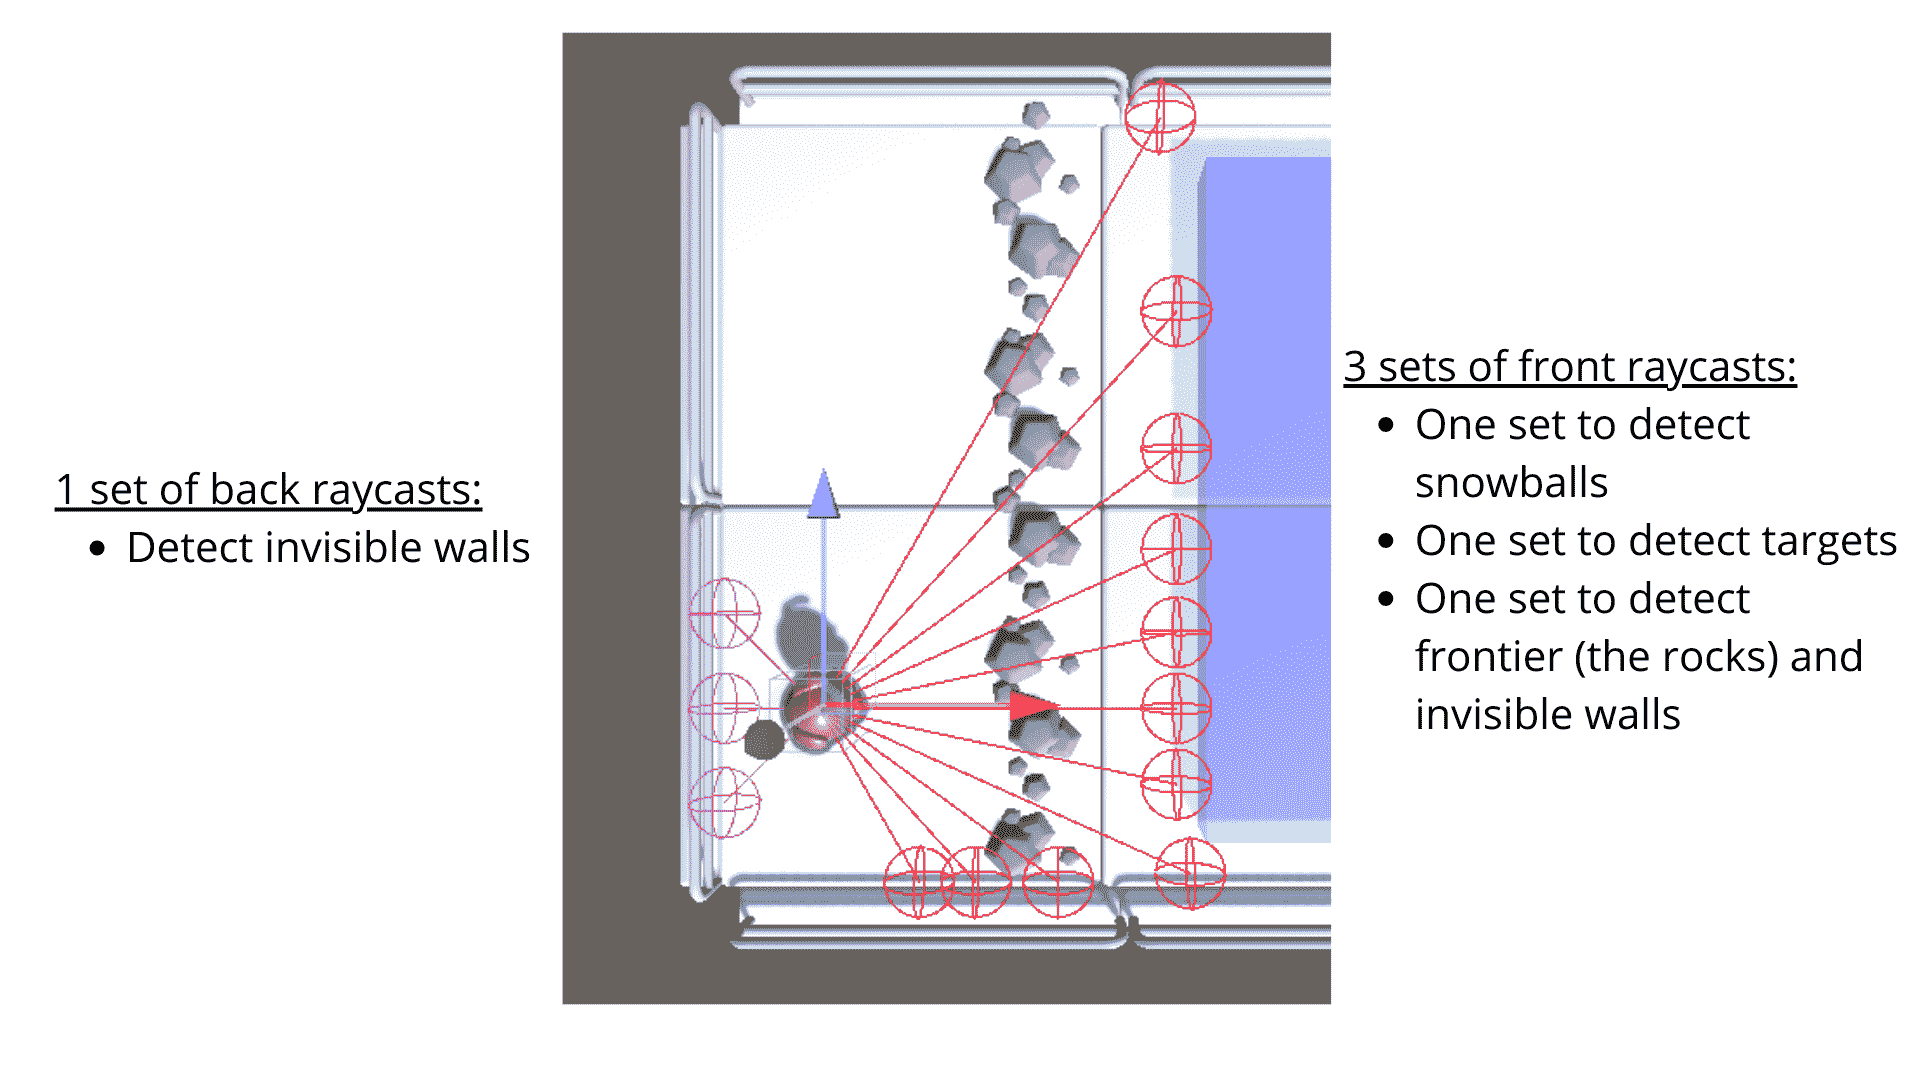 1 set of back raycasts:
• Detect invisible walls
3 sets of front raycasts:
• One set to detect
snowballs
• One set to detect targets
• One set to detect
frontier (the rocks) and
invisible walls